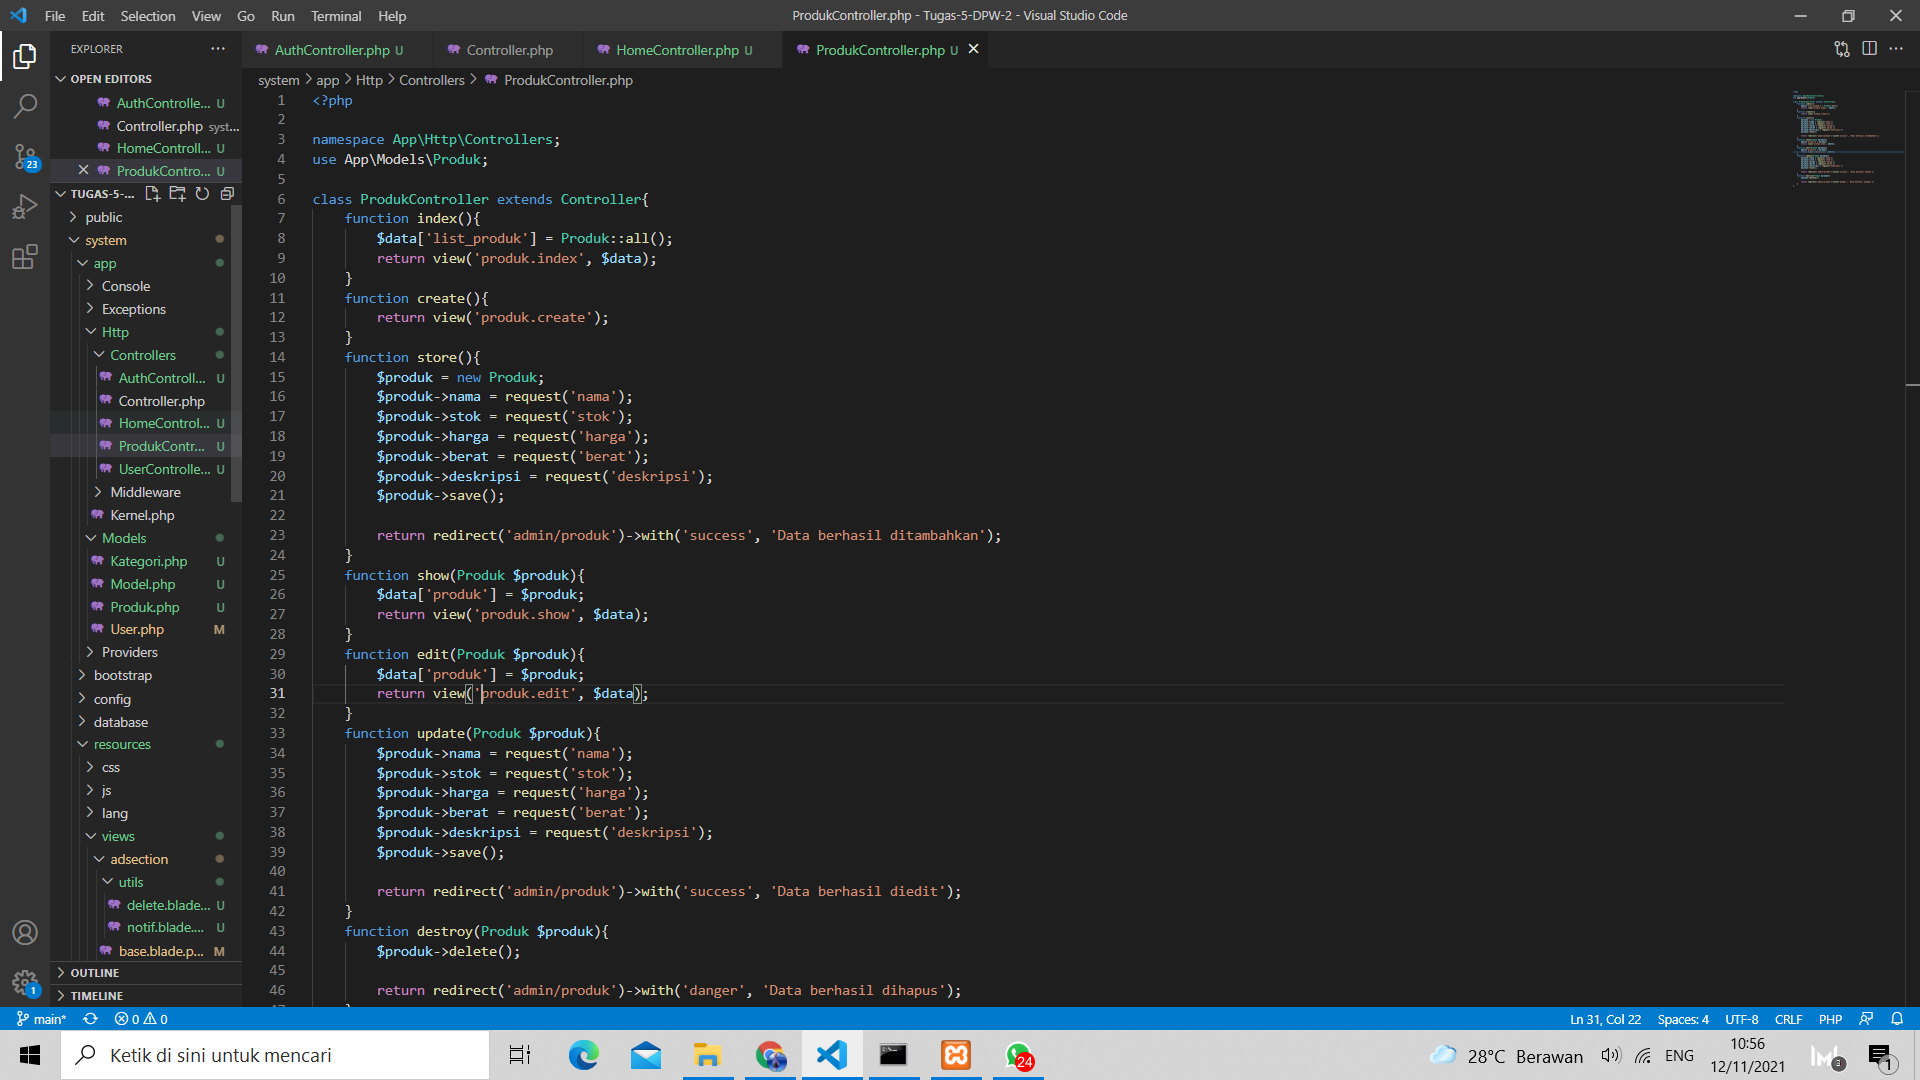 File Edit Selection View Go Run Terminal Help
ProdukController.php - Tugas-5-DPW-2 - Visual Studio Code
EXPLORER
AuthController.php U
Controller.php
HomeController.php U
ProdukController.php U
OPEN EDITORS
AuthControlle... U
Controller.php syst...
HomeControll... U
ProdukContro... U
TUGAS-5-...
public
system
app
Console
Exceptions
Http
Controllers
AuthControll... U
Controller.php
HomeControl... U
ProdukContr... U
UserControlle... U
Middleware
Kernel.php
Models
Kategori.php U
Model.php U
Produk.php U
User.php M
Providers
bootstrap
config
database
resources
css
js
lang
views
adsection
utils
delete.blade... U
notif.blade.... U
base.blade.p... M
OUTLINE
TIMELINE
23
1
system > app > Http > Controllers > ProdukController.php
1 <?php
2
3 namespace App\Http\Controllers;
4 use App\Models\Produk;
5
6 class ProdukController extends Controller{
7     function index(){
8         $data['list_produk'] = Produk::all();
9         return view('produk.index', $data);
10     }
11     function create(){
12         return view('produk.create');
13     }
14     function store(){
15         $produk = new Produk;
16         $produk->nama = request('nama');
17         $produk->stok = request('stok');
18         $produk->harga = request('harga');
19         $produk->berat = request('berat');
20         $produk->deskripsi = request('deskripsi');
21         $produk->save();
22
23         return redirect('admin/produk')->with('success', 'Data berhasil ditambahkan');
24     }
25     function show(Produk $produk){
26         $data['produk'] = $produk;
27         return view('produk.show', $data);
28     }
29     function edit(Produk $produk){
30         $data['produk'] = $produk;
31         return view('produk.edit', $data);
32     }
33     function update(Produk $produk){
34         $produk->nama = request('nama');
35         $produk->stok = request('stok');
36         $produk->harga = request('harga');
37         $produk->berat = request('berat');
38         $produk->deskripsi = request('deskripsi');
39         $produk->save();
40
41         return redirect('admin/produk')->with('success', 'Data berhasil diedit');
42     }
43     function destroy(Produk $produk){
44         $produk->delete();
45
46         return redirect('admin/produk')->with('danger', 'Data berhasil dihapus');
main* 0 0
Ln 31, Col 22 Spaces: 4 UTF-8 CRLF PHP
Ketik di sini untuk mencari
24
28°C Berawan
ENG
10:56
12/11/2021
3
1